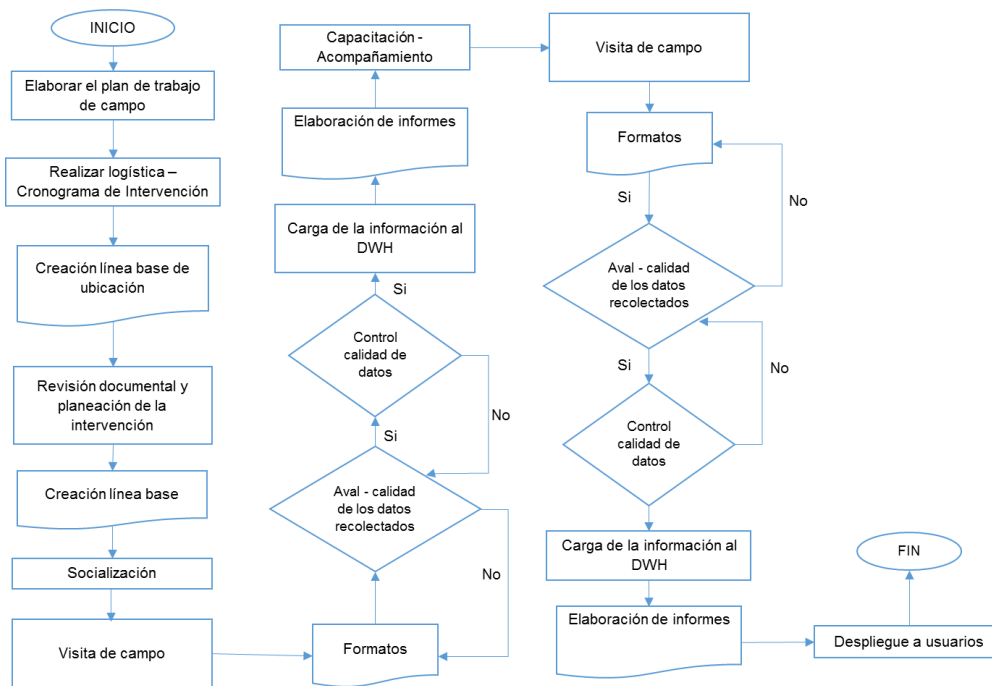 INICIO
Elaborar el plan de trabajo
de campo
Realizar logística –
Cronograma de Intervención
Creación línea base de
ubicación
Revisión documental y
planeación de la
intervención
Creación línea base
Socialización
Visita de campo
Formatos
Aval - calidad
de los datos
recolectados
No
Si
Control
calidad de
datos
No
Si
Carga de la información al
DWH
Elaboración de informes
Capacitación -
Acompañamiento
Visita de campo
Formatos
Si
No
Aval - calidad
de los datos
recolectados
Si
No
Control
calidad de
datos
Carga de la información al
DWH
Elaboración de informes
Despliegue a usuarios
FIN